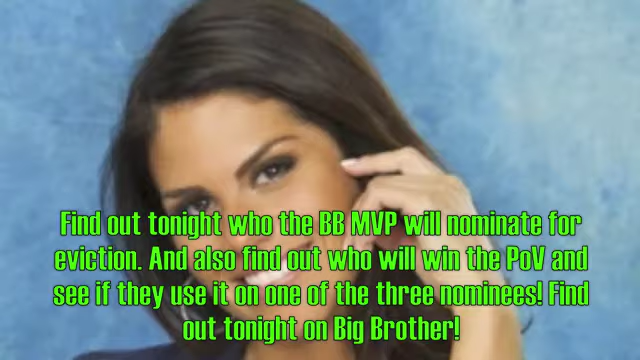 Find out tonight who the BB MVP will nominate for
eviction. And also find out who will win the PoV and
see if they use it on one of the three nominees! Find
out tonight on Big Brother!